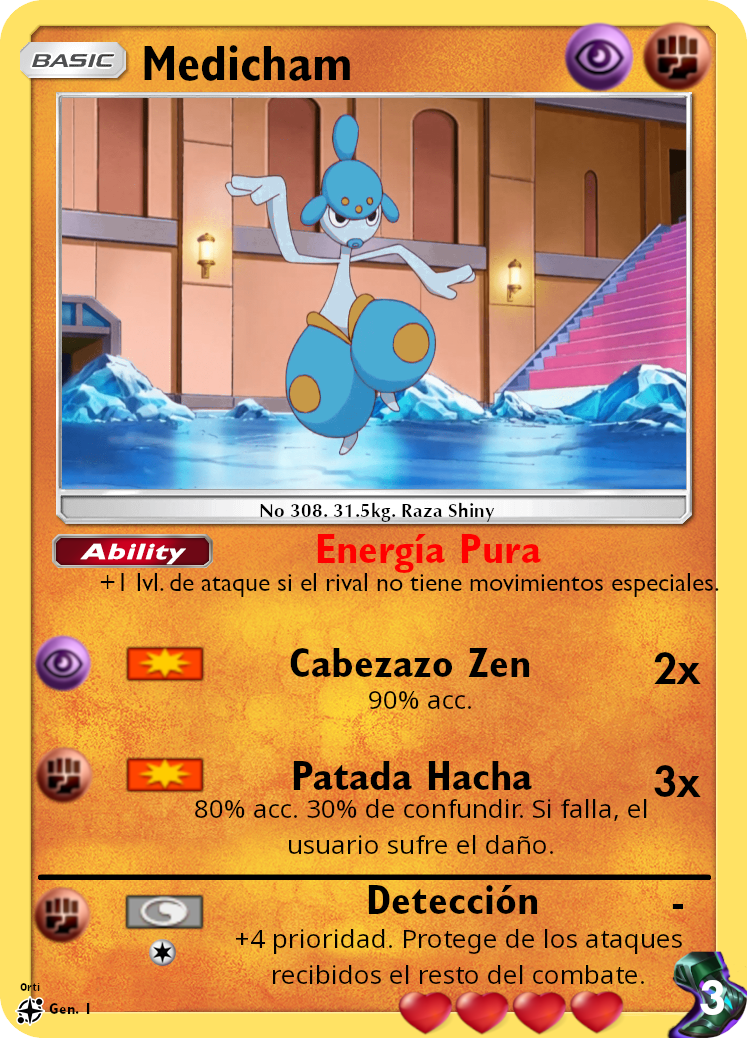 BASIC Medicham
No 308. 31.5kg. Raza Shiny
Ability Energía Pura
+1 lvl. de ataque si el rival no tiene movimientos especiales.
Cabezazo Zen 2x
90% acc.
Patada Hacha 3x
80% acc. 30% de confundir. Si falla, el
usuario sufre el daño.
Detección -
+4 prioridad. Protege de los ataques
recibidos el resto del combate.
Orti
Gen. 1
3